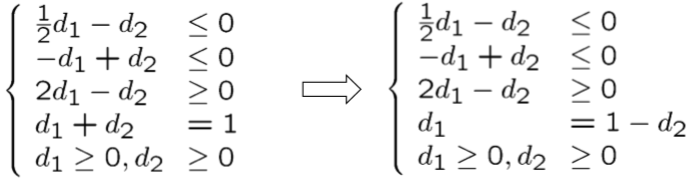 ½d₁ − d₂ ≤ 0
−d₁ + d₂ ≤ 0
2d₁ − d₂ ≥ 0
d₁ + d₂ = 1
d₁ ≥ 0, d₂ ≥ 0
½d₁ − d₂ ≤ 0
−d₁ + d₂ ≤ 0
2d₁ − d₂ ≥ 0
d₁ = 1 − d₂
d₁ ≥ 0, d₂ ≥ 0